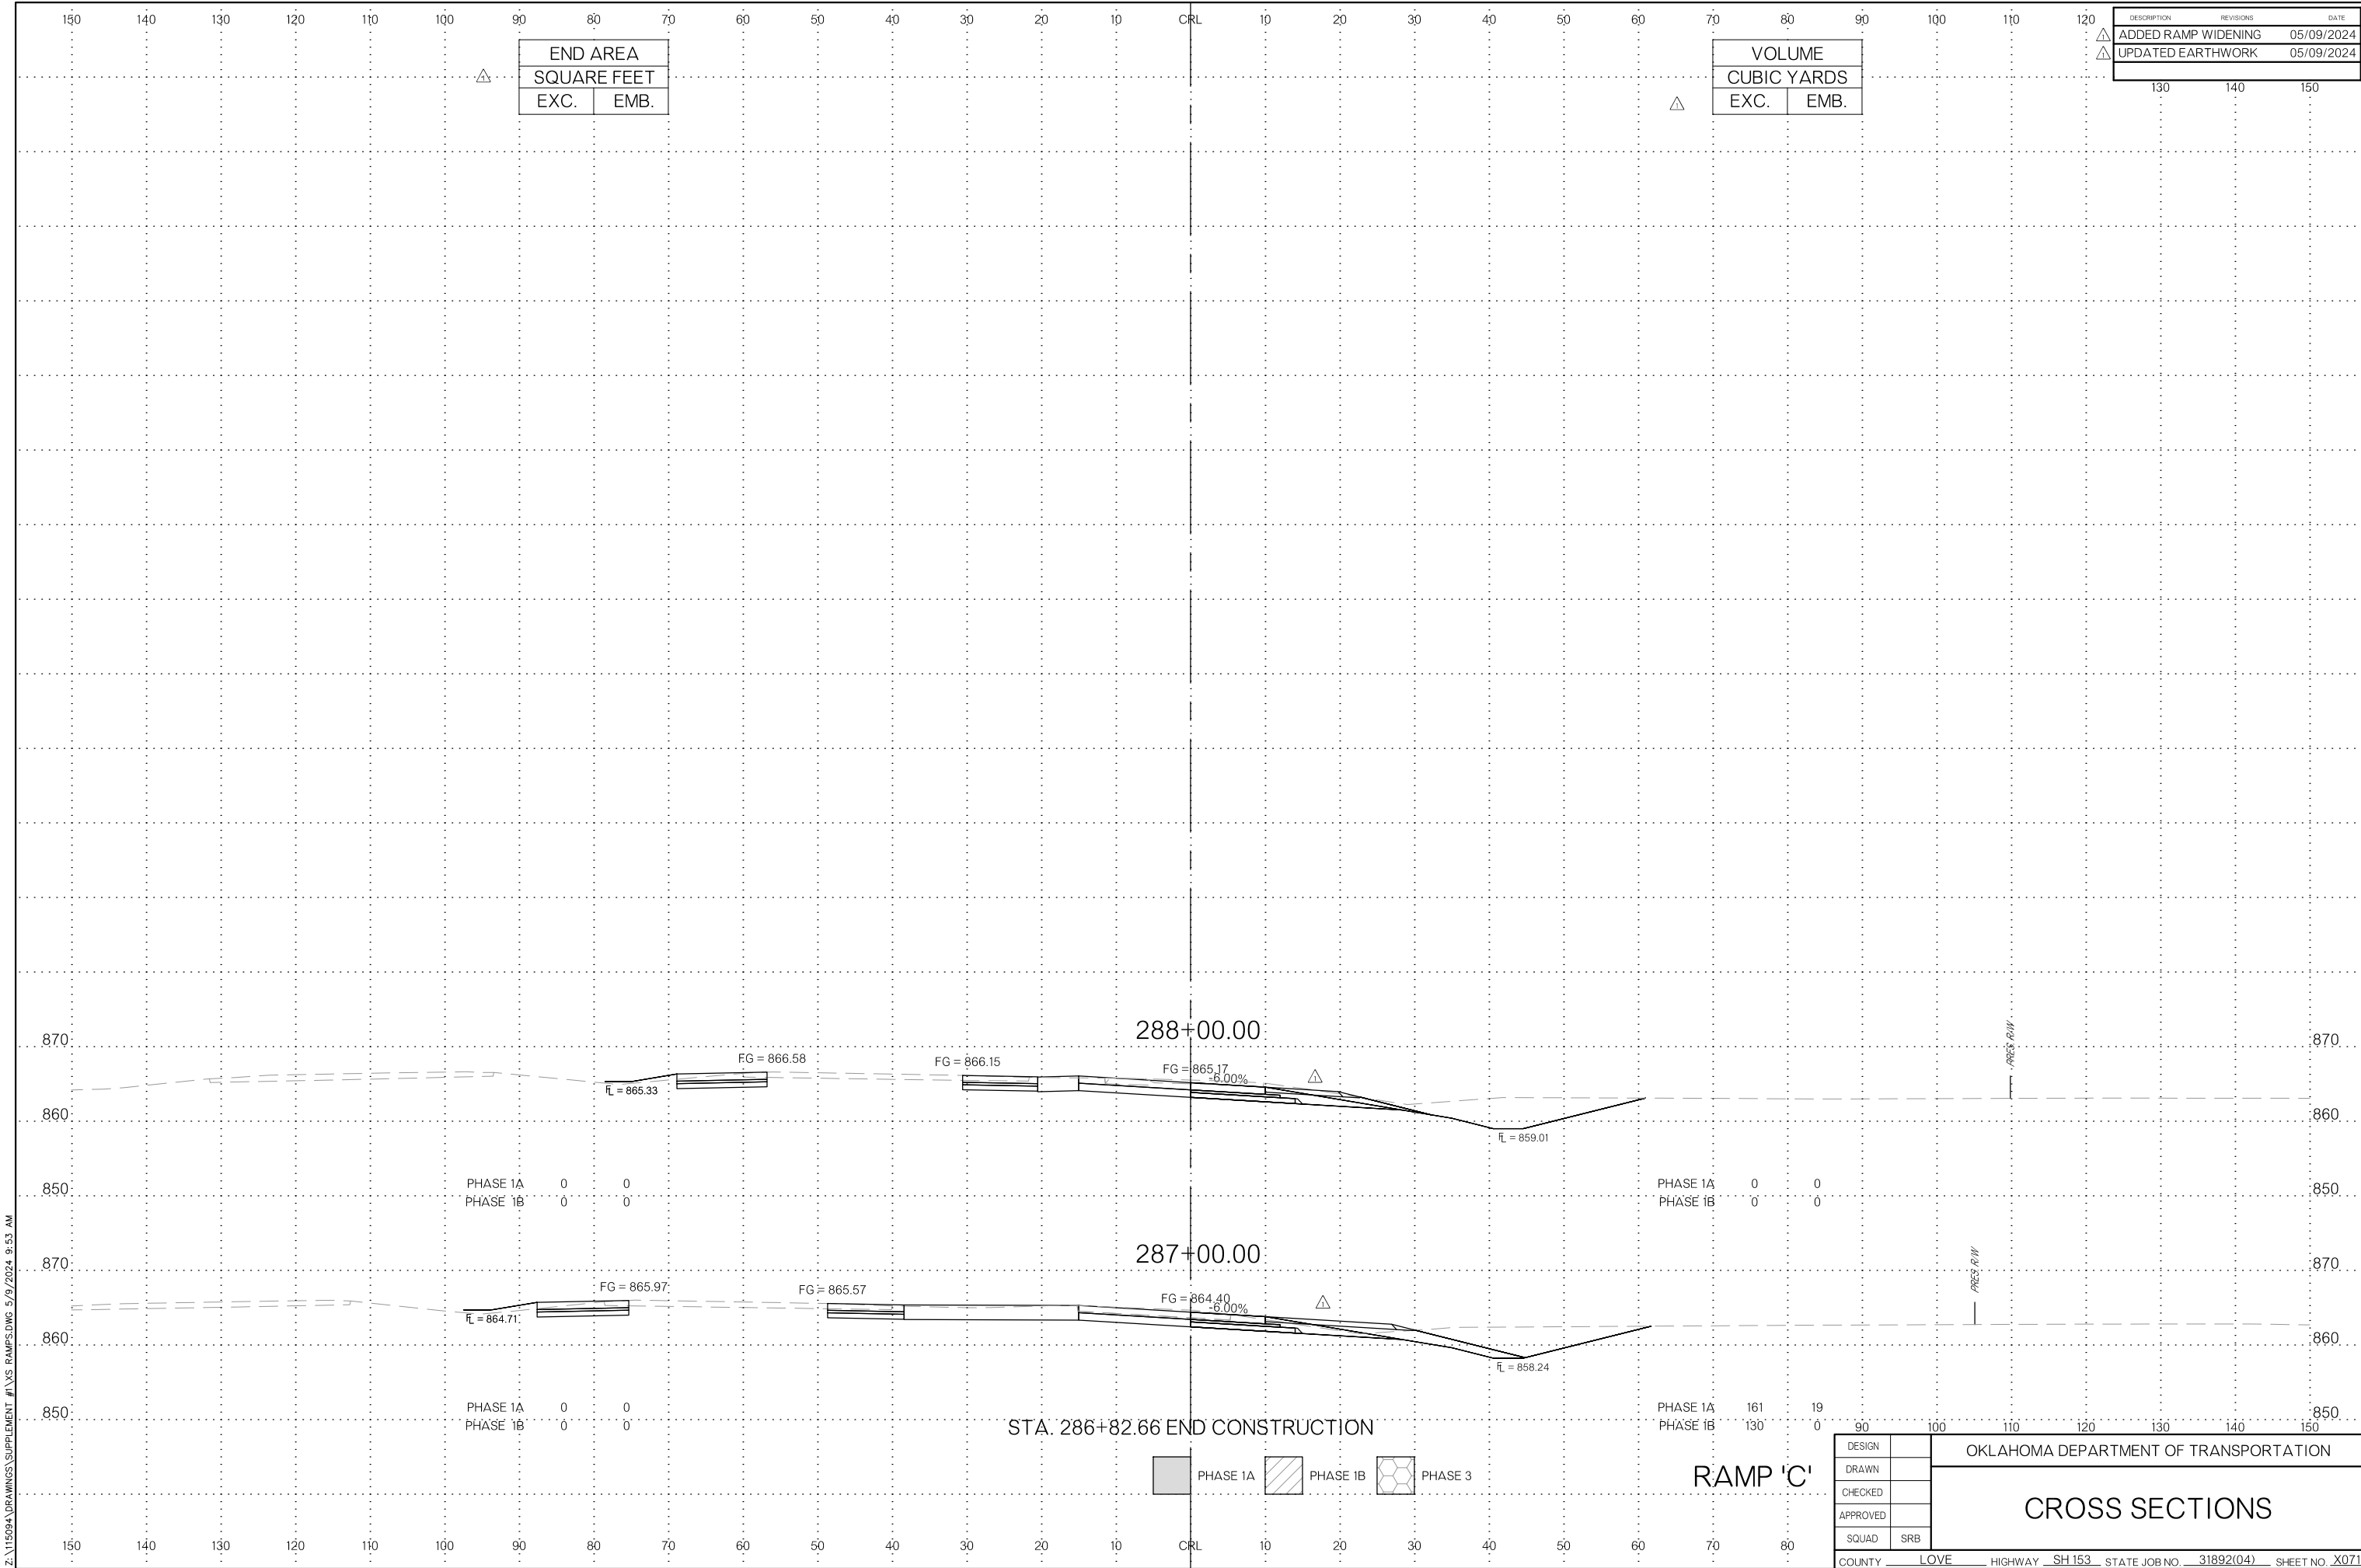 150 140 130 120 110 100 90 80 70 60 50 40 30 20 10 CRL 10 20 30 40 50 60 70 80 90 100 110 120
DESCRIPTION REVISIONS DATE
1 ADDED RAMP WIDENING 05/09/2024
1 UPDATED EARTHWORK 05/09/2024
130 140 150
END AREA
SQUARE FEET
EXC. EMB.
1
VOLUME
CUBIC YARDS
EXC. EMB.
1
288+00.00
870 870
PRES. R/W
FG = 866.58
FG = 866.15
FG = 865.17
-6.00%
1
FL = 865.33
860 860
FL = 859.01
PHASE 1A 0 0
PHASE 1B 0 0
PHASE 1A 0 0
PHASE 1B 0 0
850 850
287+00.00
870 870
PRES. R/W
FG = 865.97
FG = 865.57
FG = 864.40
-6.00%
1
FL = 864.71
860 860
FL = 858.24
PHASE 1A 0 0
PHASE 1B 0 0
PHASE 1A 161 19
PHASE 1B 130 0
850 850
90 100 110 120 130 140 150
STA. 286+82.66 END CONSTRUCTION
PHASE 1A
PHASE 1B
PHASE 3
RAMP 'C'
DESIGN
DRAWN
CHECKED
APPROVED
SQUAD SRB
OKLAHOMA DEPARTMENT OF TRANSPORTATION
CROSS SECTIONS
COUNTY LOVE HIGHWAY SH 153 STATE JOB NO. 31892(04) SHEET NO. X071
150 140 130 120 110 100 90 80 70 60 50 40 30 20 10 CRL 10 20 30 40 50 60 70 80
Z:\115094\DRAWINGS\SUPPLEMENT #1\XS RAMPS.DWG 5/9/2024 9:53 AM